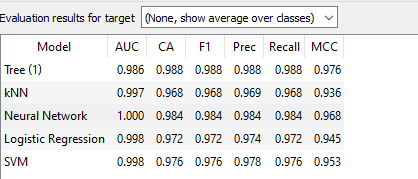 Evaluation results for target (None, show average over classes)
Model AUC CA F1 Prec Recall MCC
Tree (1) 0.986 0.988 0.988 0.988 0.988 0.976
kNN 0.997 0.968 0.968 0.969 0.968 0.936
Neural Network 1.000 0.984 0.984 0.984 0.984 0.968
Logistic Regression 0.998 0.972 0.972 0.974 0.972 0.945
SVM 0.998 0.976 0.976 0.978 0.976 0.953